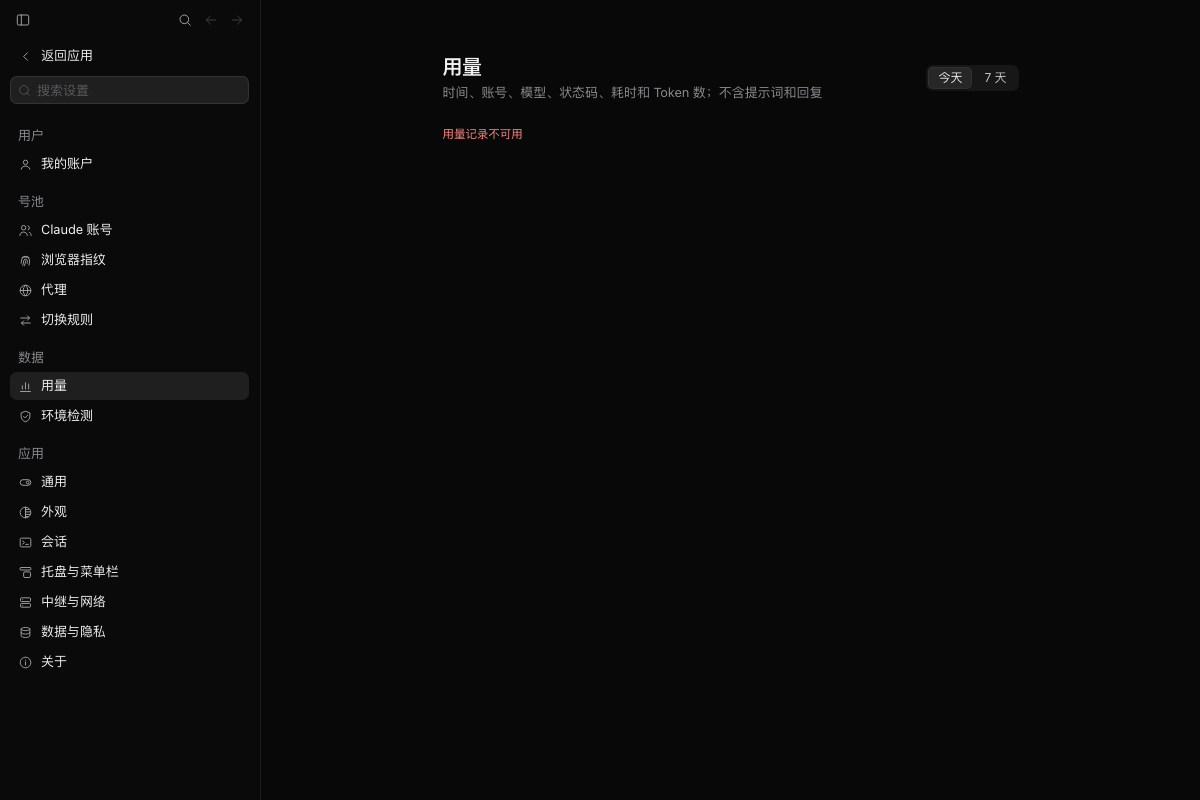 返回应用
搜索设置
用户
我的账户
号池
Claude 账号
浏览器指纹
代理
切换规则
数据
用量
环境检测
应用
通用
外观
会话
托盘与菜单栏
中继与网络
数据与隐私
关于
用量
时间、账号、模型、状态码、耗时和 Token 数；不含提示词和回复
今天
7 天
用量记录不可用